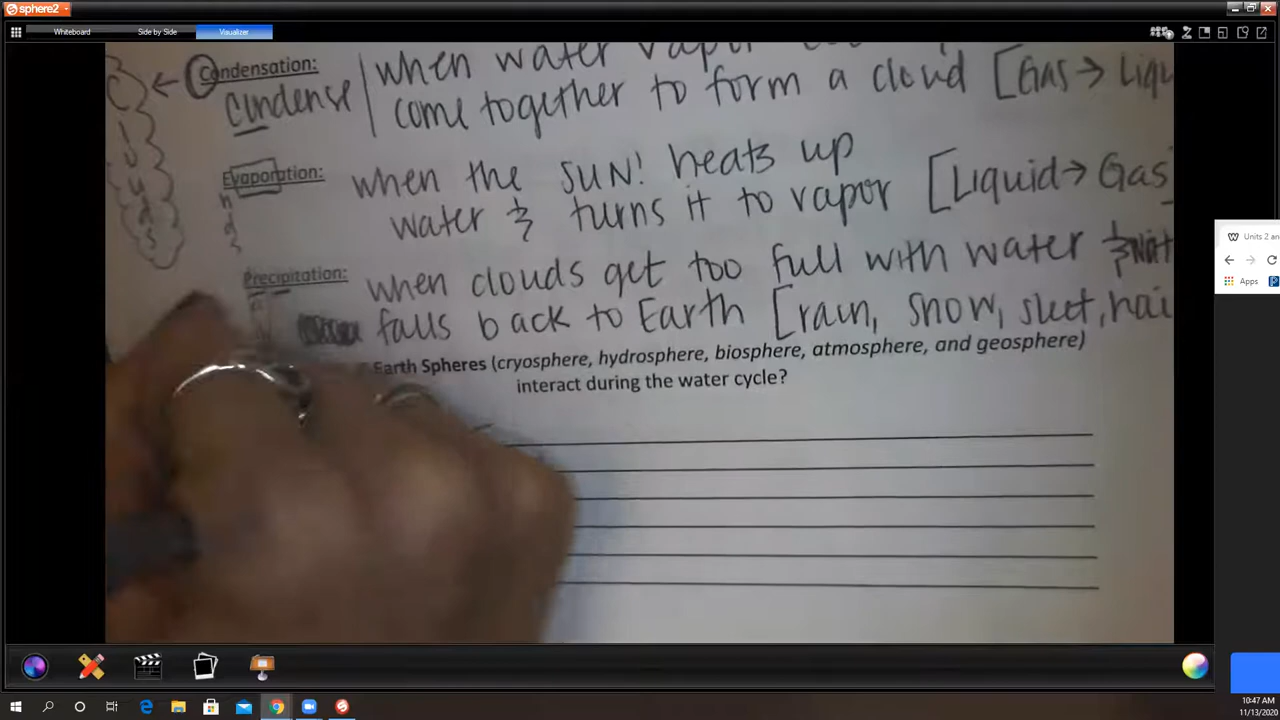 sphere2
Whiteboard Side by Side Visualizer
Condensation: when water vapor
Condense come together to form a cloud [Gas → Liqu
Clouds
Evaporation: when the SUN! heats up
water & turns it to vapor [Liquid → Gas
ends
Precipitation: when clouds get too full with water & wat
falls back to Earth [rain, snow, sleet, hai
Earth Spheres (cryosphere, hydrosphere, biosphere, atmosphere, and geosphere)
interact during the water cycle?
Units 2 an
Apps
10:47 AM
11/13/2020